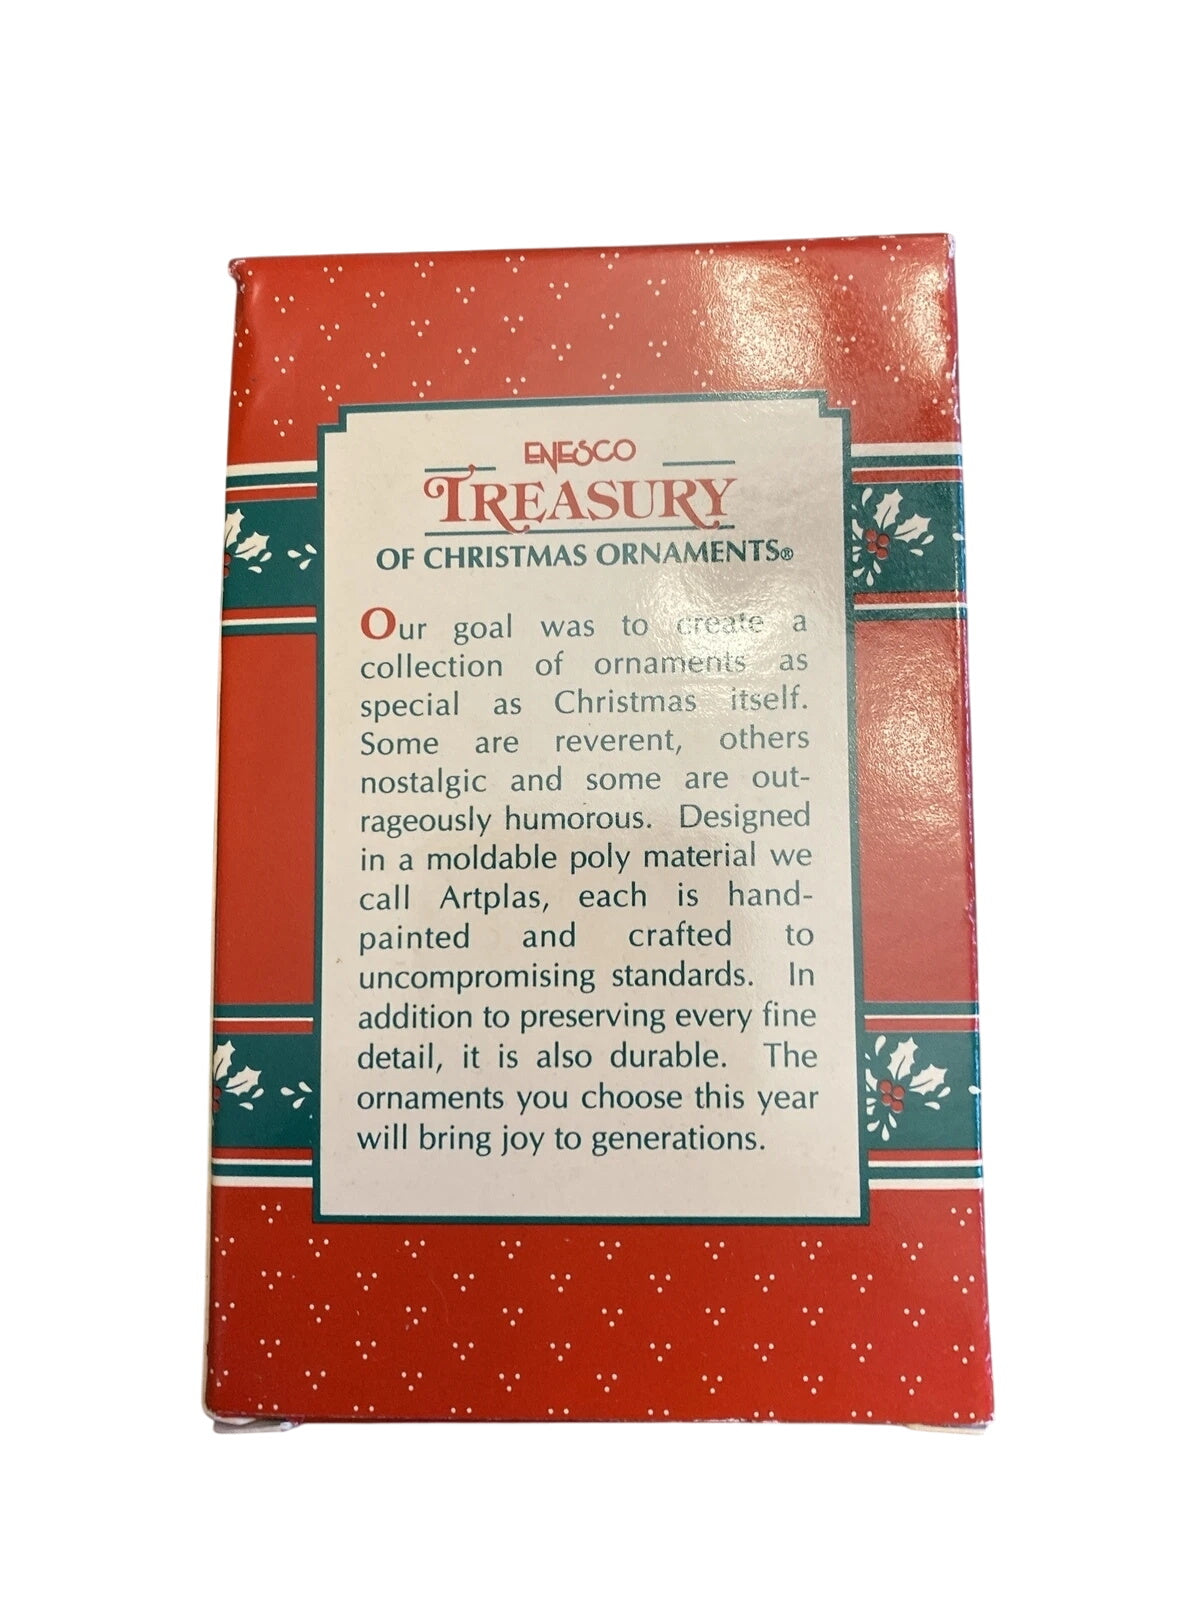 ENESCO
TREASURY
OF CHRISTMAS ORNAMENTS®
Our goal was to create a
collection of ornaments as
special as Christmas itself.
Some are reverent, others
nostalgic and some are out-
rageously humorous. Designed
in a moldable poly material we
call Artplas, each is hand-
painted and crafted to
uncompromising standards. In
addition to preserving every fine
detail, it is also durable. The
ornaments you choose this year
will bring joy to generations.